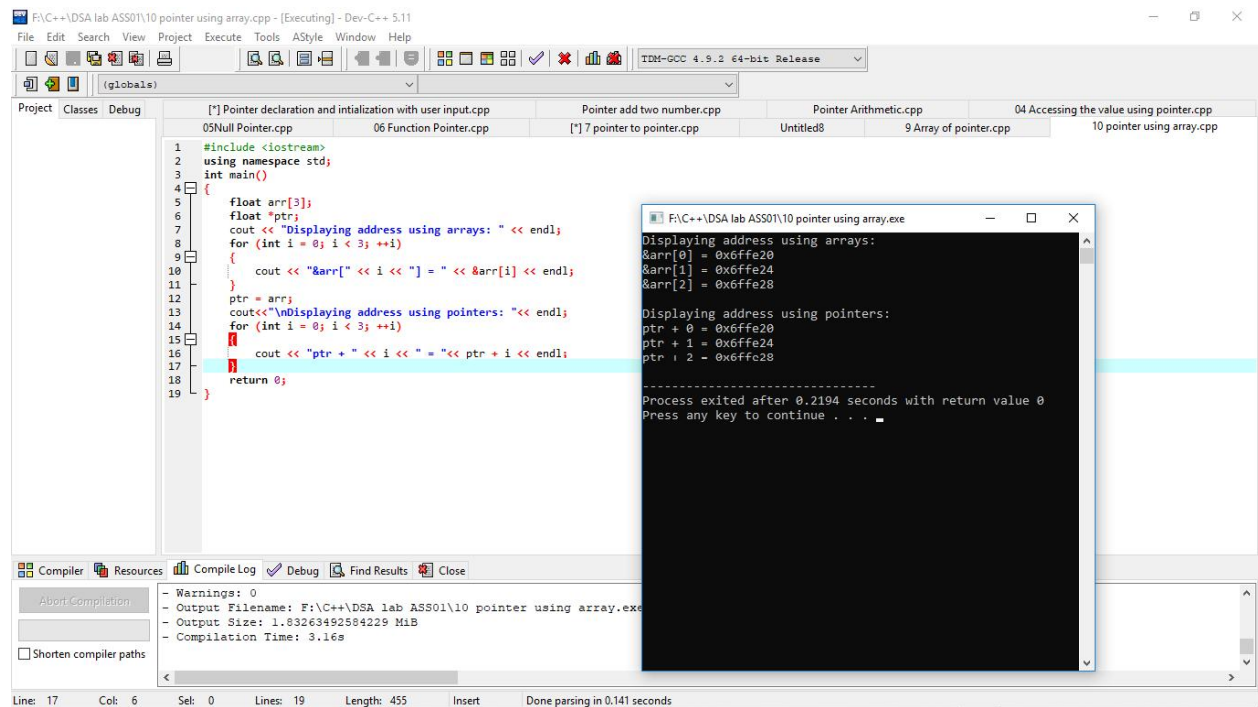 F:\C++\DSA lab ASS01\10 pointer using array.cpp - [Executing] - Dev-C++ 5.11
File Edit Search View Project Execute Tools AStyle Window Help
TDM-GCC 4.9.2 64-bit Release
(globals)
Project Classes Debug
[*] Pointer declaration and intialization with user input.cpp Pointer add two number.cpp Pointer Arithmetic.cpp 04 Accessing the value using pointer.cpp
05Null Pointer.cpp 06 Function Pointer.cpp [*] 7 pointer to pointer.cpp Untitled8 9 Array of pointer.cpp 10 pointer using array.cpp
1 #include <iostream>
2 using namespace std;
3 int main()
4 {
5 float arr[3];
6 float *ptr;
7 cout << "Displaying address using arrays: " << endl;
8 for (int i = 0; i < 3; ++i)
9 {
10 cout << "&arr[" << i << "] = " << &arr[i] << endl;
11 }
12 ptr = arr;
13 cout<<"\nDisplaying address using pointers: "<< endl;
14 for (int i = 0; i < 3; ++i)
15 {
16 cout << "ptr + " << i << " = "<< ptr + i << endl;
17 }
18 return 0;
19 }
F:\C++\DSA lab ASS01\10 pointer using array.exe
Displaying address using arrays:
&arr[0] = 0x6ffe20
&arr[1] = 0x6ffe24
&arr[2] = 0x6ffe28
Displaying address using pointers:
ptr + 0 = 0x6ffe20
ptr + 1 = 0x6ffe24
ptr + 2 = 0x6ffe28
--------------------------------
Process exited after 0.2194 seconds with return value 0
Press any key to continue . . .
Compiler Resources Compile Log Debug Find Results Close
Abort Compilation
Shorten compiler paths
- Warnings: 0
- Output Filename: F:\C++\DSA lab ASS01\10 pointer using array.exe
- Output Size: 1.83263492584229 MiB
- Compilation Time: 3.16s
Line: 17 Col: 6 Sel: 0 Lines: 19 Length: 455 Insert Done parsing in 0.141 seconds